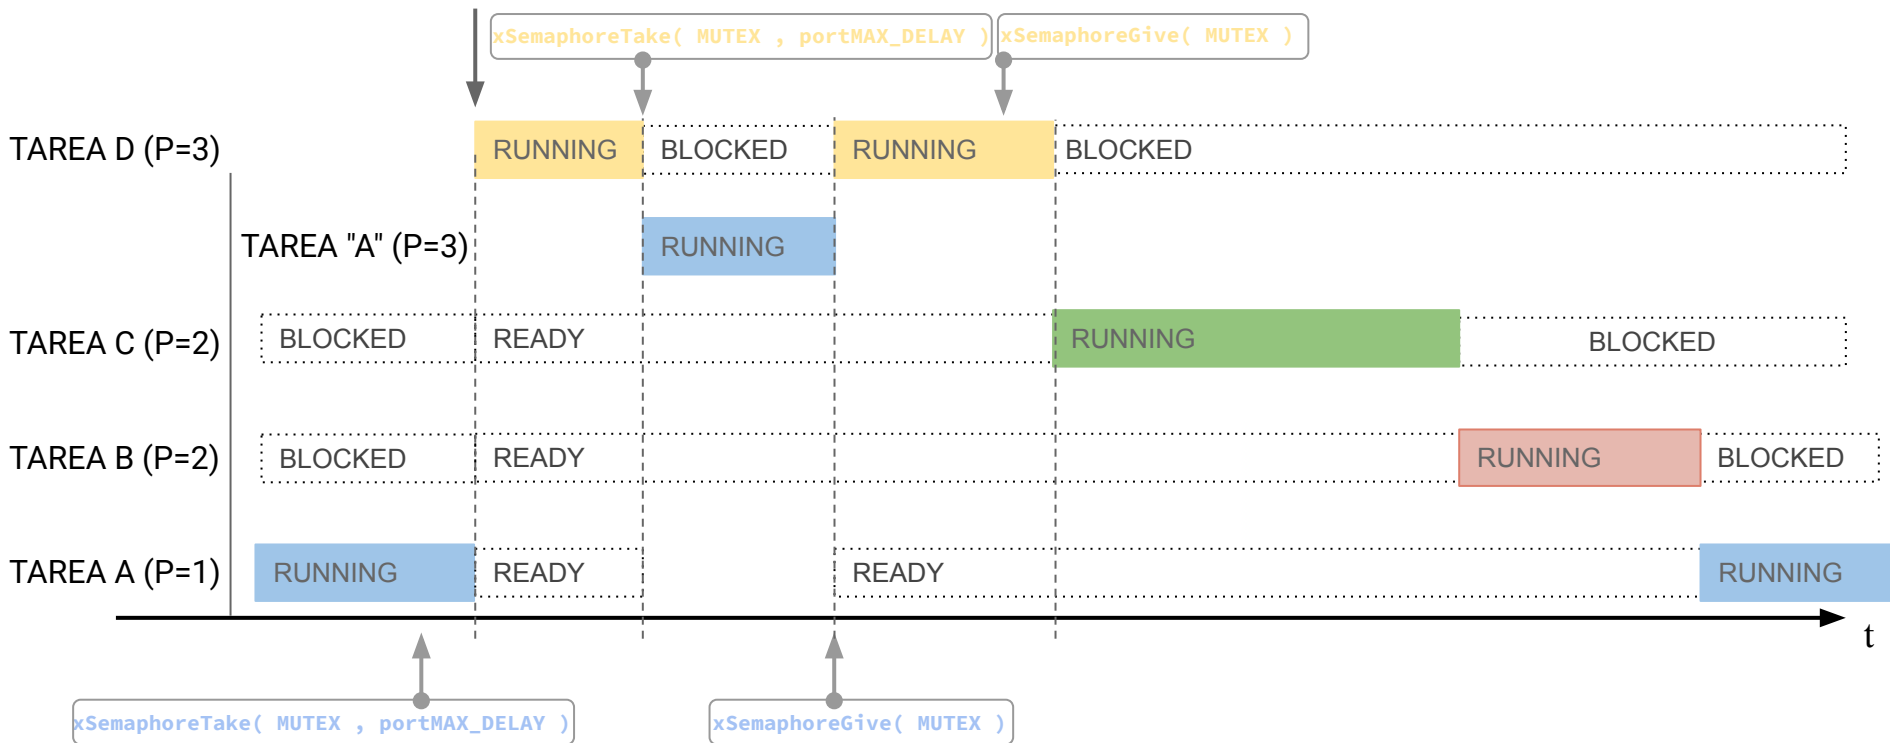 xSemaphoreTake( MUTEX , portMAX_DELAY ) xSemaphoreGive( MUTEX )
TAREA D (P=3) RUNNING BLOCKED RUNNING BLOCKED
TAREA "A" (P=3) RUNNING
TAREA C (P=2) BLOCKED READY RUNNING BLOCKED
TAREA B (P=2) BLOCKED READY RUNNING BLOCKED
TAREA A (P=1) RUNNING READY READY RUNNING
t
xSemaphoreTake( MUTEX , portMAX_DELAY ) xSemaphoreGive( MUTEX )